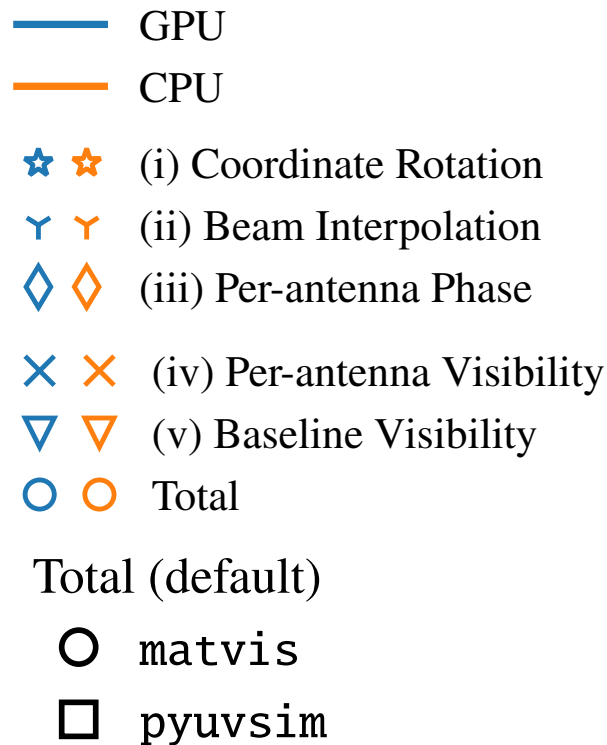 GPU
CPU
(i) Coordinate Rotation
(ii) Beam Interpolation
(iii) Per-antenna Phase
(iv) Per-antenna Visibility
(v) Baseline Visibility
Total
Total (default)
matvis
pyuvsim